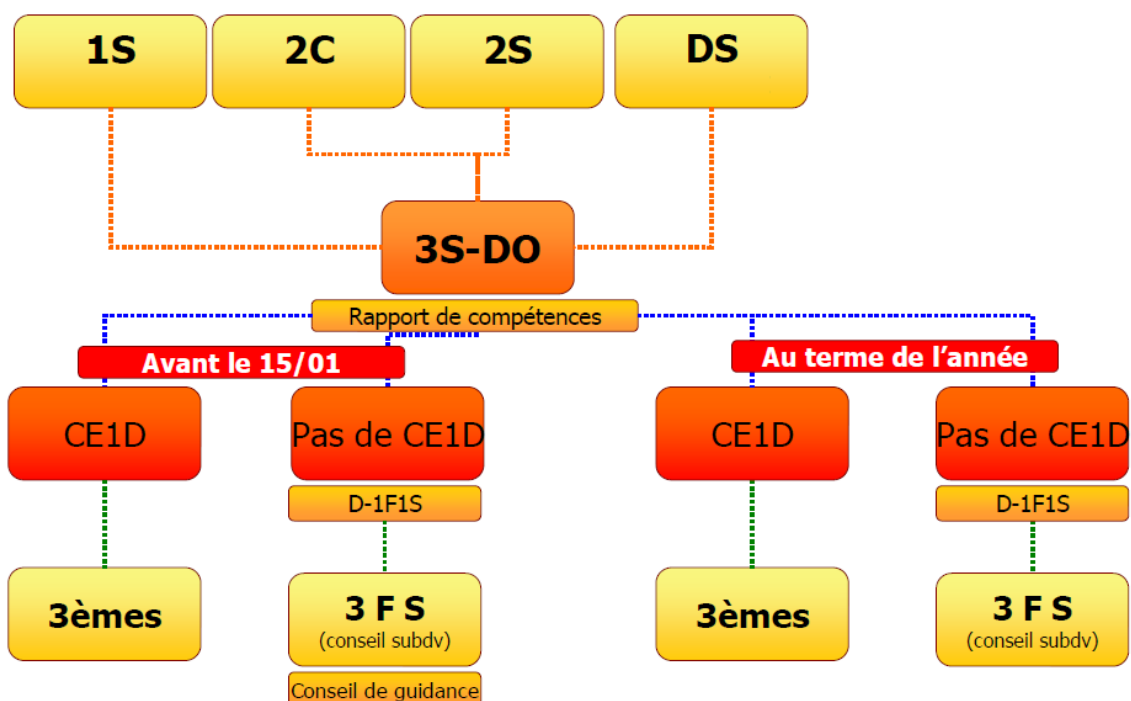 1S
2C
2S
DS
3S-DO
Rapport de compétences
Avant le 15/01
Au terme de l'année
CE1D
Pas de CE1D
CE1D
Pas de CE1D
D-1F1S
D-1F1S
3èmes
3 F S
(conseil subdv)
3èmes
3 F S
(conseil subdv)
Conseil de guidance